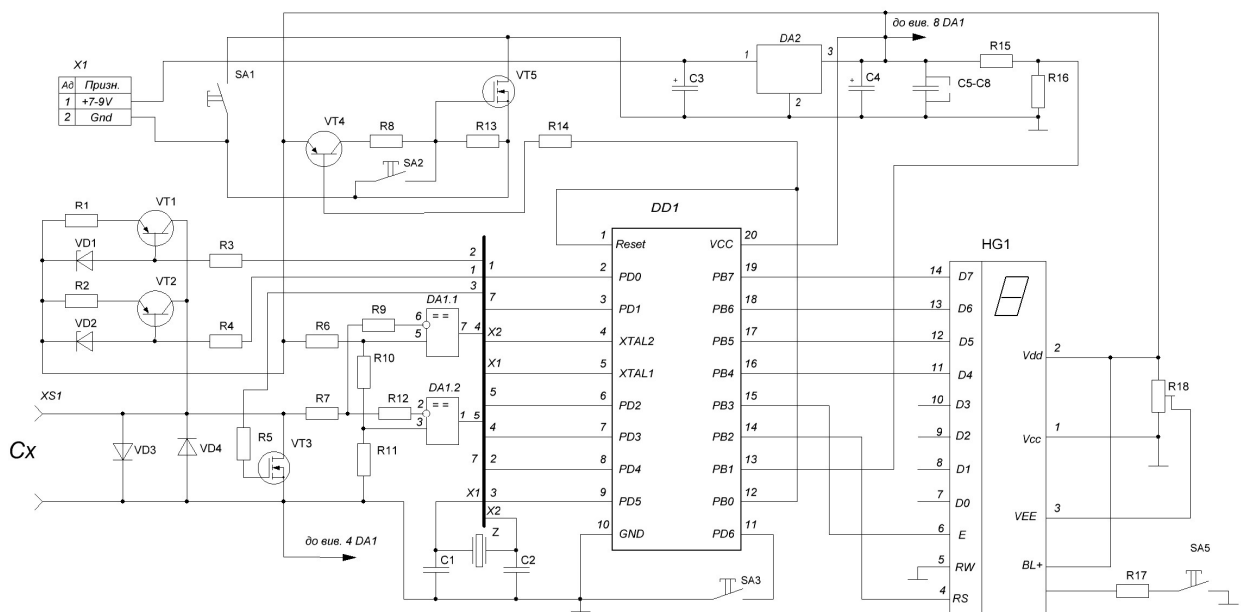 до вив. 8 DA1
X1
Ад Призн.
1 +7-9V
2 Gnd
SA1
VT5
VT4
R8
R13
R14
SA2
C3
DA2
1
3
2
C4
C5-C8
R15
R16
+
+
R1
VT1
VD1
R3
R2
VT2
VD2
R4
XS1
Cx
VD3
VD4
R5
VT3
R6
R7
R9
R10
R11
R12
DA1.1
6
5
==
7
DA1.2
2
3
==
1
2
1
3
4
5
7
X1
X2
1
7
X2
X1
5
4
2
3
до вив. 4 DA1
C1
Z
C2
SA3
DD1
1 Reset VCC 20
2 PD0 PB7 19
3 PD1 PB6 18
4 XTAL2 PB5 17
5 XTAL1 PB4 16
6 PD2 PB3 15
7 PD3 PB2 14
8 PD4 PB1 13
9 PD5 PB0 12
10 GND PD6 11
HG1
14 D7
13 D6
12 D5
11 D4
10 D3
9 D2
8 D1
7 D0
6 E
5 RW
4 RS
Vdd 2
Vcc 1
VEE 3
BL+
R18
R17
SA5